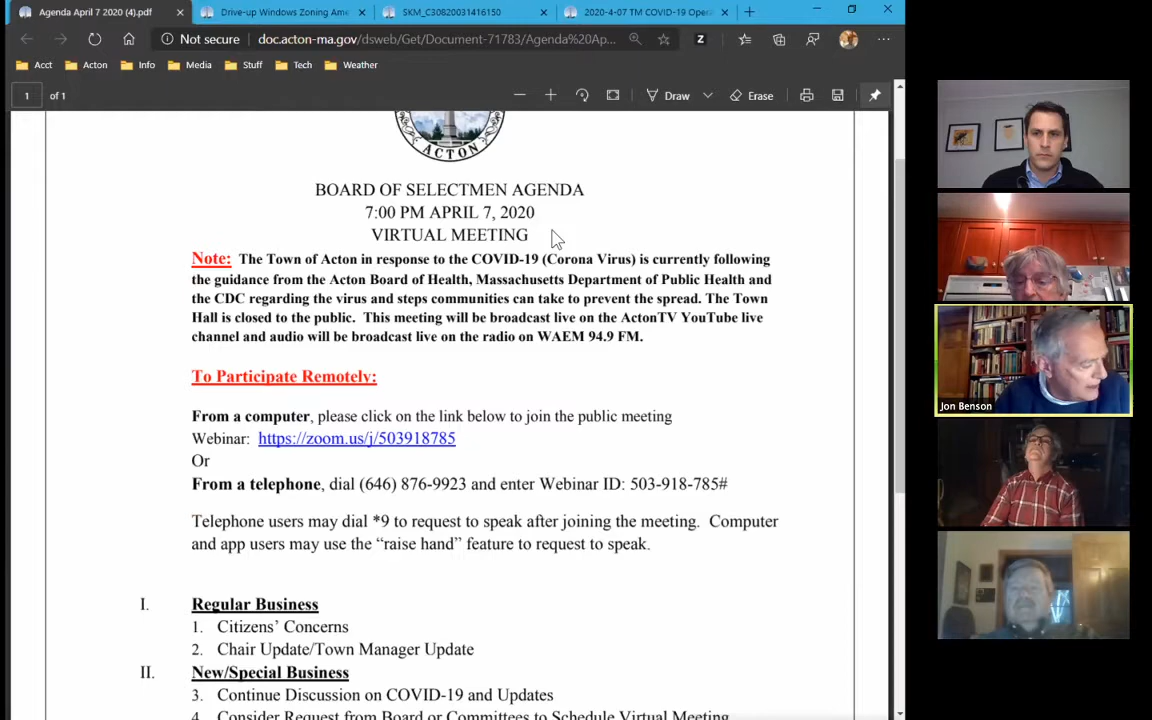 Agenda April 7 2020 (4).pdf
Drive-up Windows Zoning Ame
SKM_C30820031416150
2020-4-07 TM COVID-19 Oper
Not secure
doc.acton-ma.gov/dsweb/Get/Document-71783/Agenda%20Ap...
Z
Acct
Acton
Info
Media
Stuff
Tech
Weather
1 of 1
Draw
Erase
ACTON
BOARD OF SELECTMEN AGENDA
7:00 PM APRIL 7, 2020
VIRTUAL MEETING
Note: The Town of Acton in response to the COVID-19 (Corona Virus) is currently following
the guidance from the Acton Board of Health, Massachusetts Department of Public Health and
the CDC regarding the virus and steps communities can take to prevent the spread. The Town
Hall is closed to the public. This meeting will be broadcast live on the ActonTV YouTube live
channel and audio will be broadcast live on the radio on WAEM 94.9 FM.
To Participate Remotely:
From a computer, please click on the link below to join the public meeting
Webinar: https://zoom.us/j/503918785
Or
From a telephone, dial (646) 876-9923 and enter Webinar ID: 503-918-785#
Telephone users may dial *9 to request to speak after joining the meeting. Computer
and app users may use the “raise hand” feature to request to speak.
I. Regular Business
1. Citizens’ Concerns
2. Chair Update/Town Manager Update
II. New/Special Business
3. Continue Discussion on COVID-19 and Updates
4. Consider Request from Board or Committees to Schedule Virtual Meeting
Jon Benson